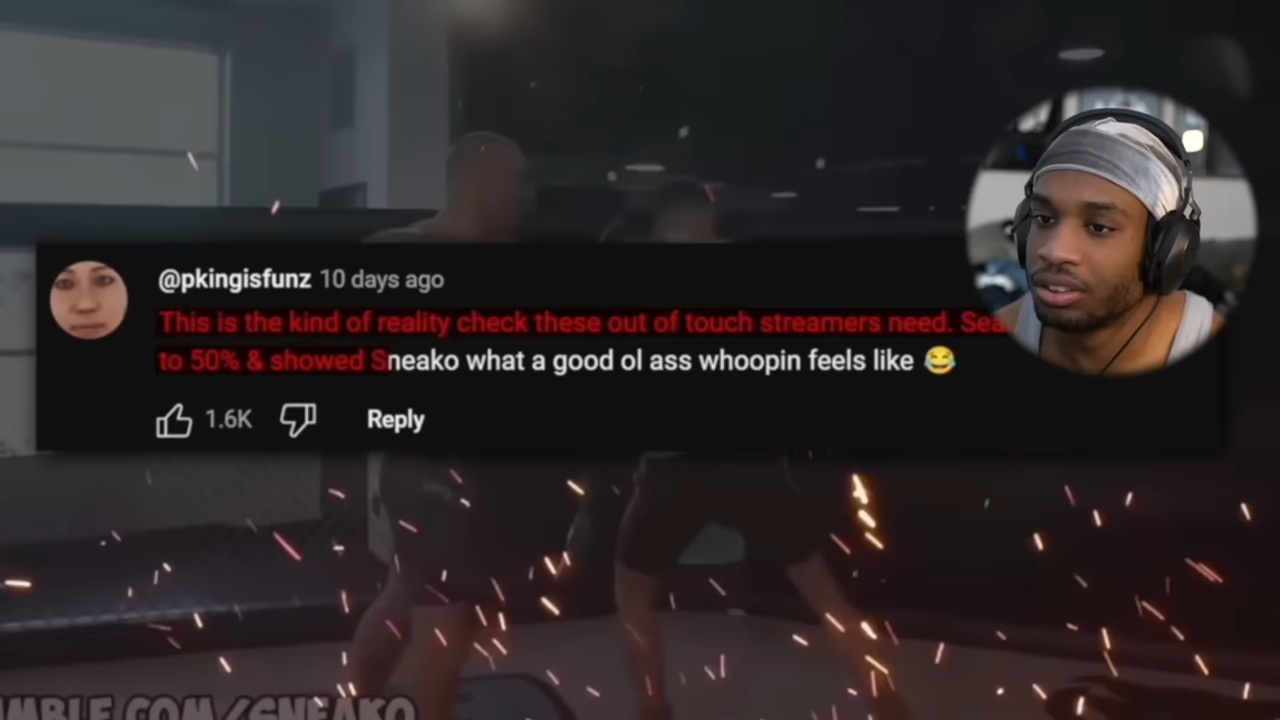 @pkingisfunz 10 days ago
This is the kind of reality check these out of touch streamers need.
to 50% & showed Sneako what a good ol ass whoopin feels like 😂
1.6K Reply